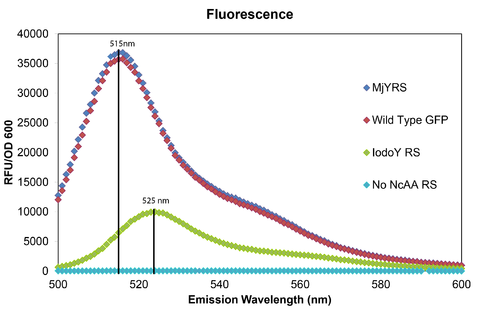 Fluorescence
515nm
525 nm
RFU/OD 600
40000
35000
30000
25000
20000
15000
10000
5000
0
500
520
540
560
580
600
Emission Wavelength (nm)
MjYRS
Wild Type GFP
IodoY RS
No NcAA RS